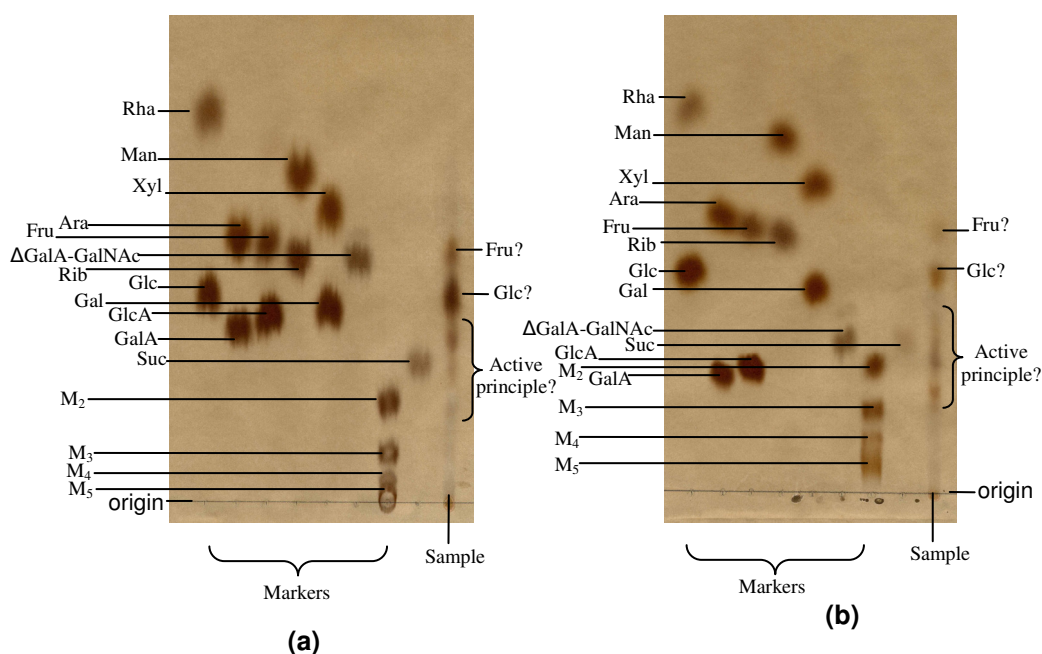 Rha
Man
Xyl
Ara
Fru
ΔGalA-GalNAc
Rib
Glc
Gal
GlcA
GalA
Suc
M2
M3
M4
M5
origin
Fru?
Glc?
Active
principle?
Sample
Markers
(a)
Rha
Man
Xyl
Ara
Fru
Rib
Glc
Gal
ΔGalA-GalNAc
Suc
GlcA
M2
GalA
M3
M4
M5
Fru?
Glc?
Active
principle?
origin
Sample
Markers
(b)